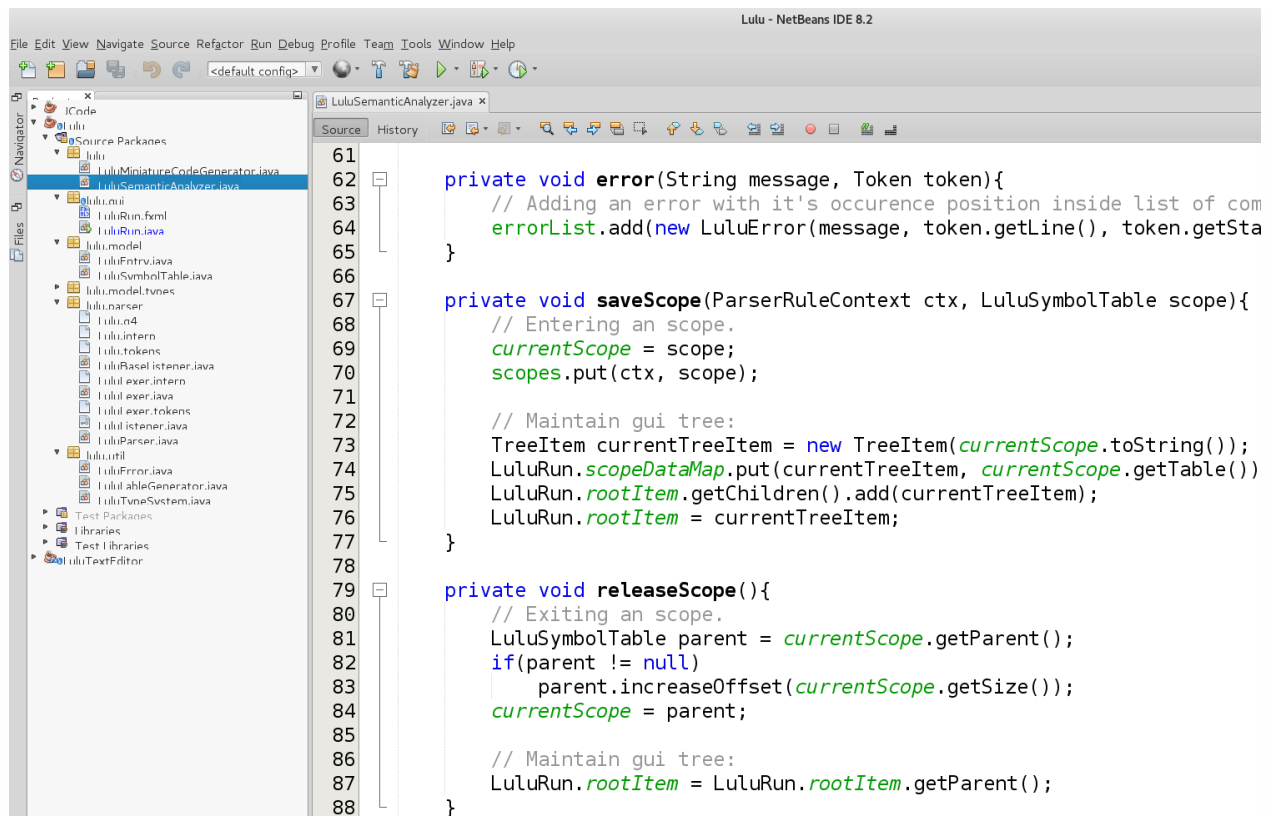 Lulu - NetBeans IDE 8.2
File Edit View Navigate Source Refactor Run Debug Profile Team Tools Window Help
<default config>
LuluSemanticAnalyzer.java
Source History
Navigator
Files
JCode
Lulu
Source Packages
lulu
LuluMiniatureCodeGenerator.java
LuluSemanticAnalyzer.java
lulu.gui
LuluRun.fxml
LuluRun.java
lulu.model
LuluEntry.java
LuluSymbolTable.java
lulu.model.types
lulu.parser
Lulu.g4
Lulu.interp
Lulu.tokens
LuluBaseListener.java
LuluLexer.interp
LuluLexer.java
LuluLexer.tokens
LuluListener.java
LuluParser.java
lulu.util
LuluError.java
LuluLableGenerator.java
LuluTypeSystem.java
Test Packages
Libraries
Test Libraries
LuluTextEditor
61
62 private void error(String message, Token token){
63 // Adding an error with it's occurence position inside list of com
64 errorList.add(new LuluError(message, token.getLine(), token.getSta
65 }
66
67 private void saveScope(ParserRuleContext ctx, LuluSymbolTable scope){
68 // Entering an scope.
69 currentScope = scope;
70 scopes.put(ctx, scope);
71
72 // Maintain gui tree:
73 TreeItem currentTreeItem = new TreeItem(currentScope.toString());
74 LuluRun.scopeDataMap.put(currentTreeItem, currentScope.getTable())
75 LuluRun.rootItem.getChildren().add(currentTreeItem);
76 LuluRun.rootItem = currentTreeItem;
77 }
78
79 private void releaseScope(){
80 // Exiting an scope.
81 LuluSymbolTable parent = currentScope.getParent();
82 if(parent != null)
83 parent.increaseOffset(currentScope.getSize());
84 currentScope = parent;
85
86 // Maintain gui tree:
87 LuluRun.rootItem = LuluRun.rootItem.getParent();
88 }